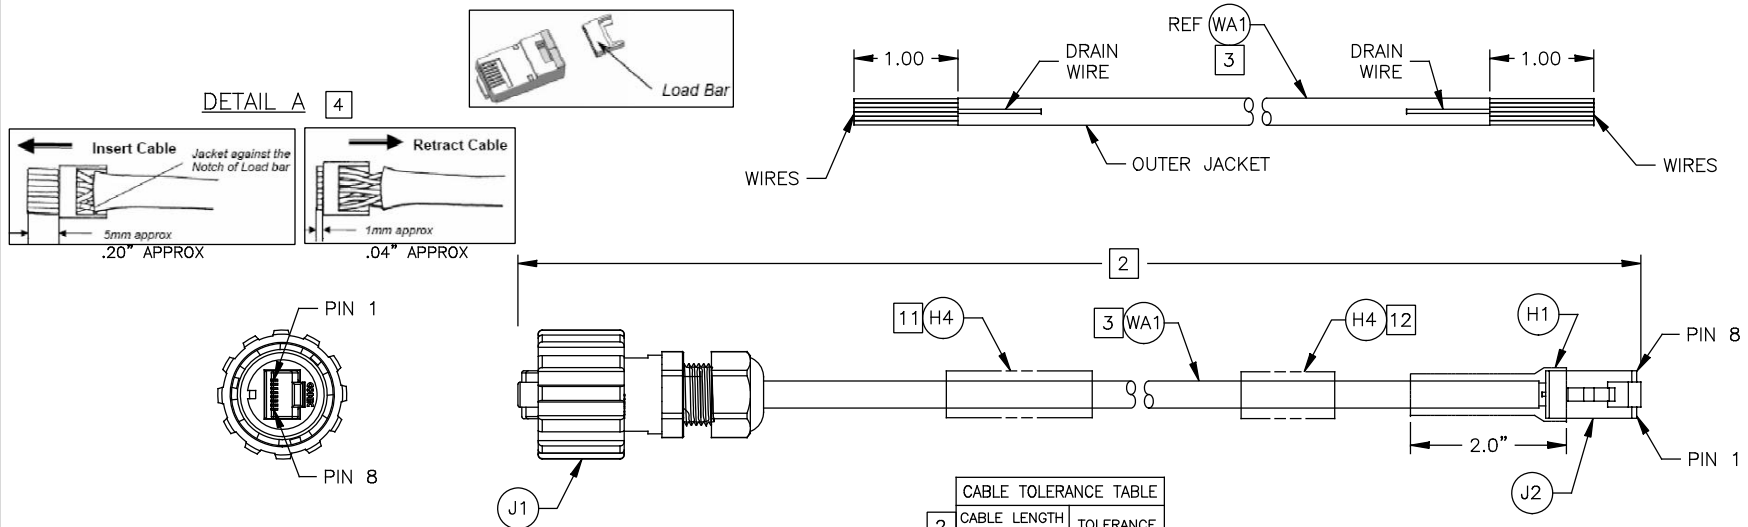 Load Bar
DETAIL A 4
Insert Cable
Jacket against the
Notch of Load bar
5mm approx
.20" APPROX
Retract Cable
1mm approx
.04" APPROX
REF WA1
3
1.00
DRAIN
WIRE
DRAIN
WIRE
1.00
WIRES
OUTER JACKET
WIRES
2
PIN 1
PIN 8
J1
11 H4
3 WA1
H4 12
H1
PIN 8
2.0"
PIN 1
J2
CABLE TOLERANCE TABLE
2
CABLE LENGTH
TOLERANCE